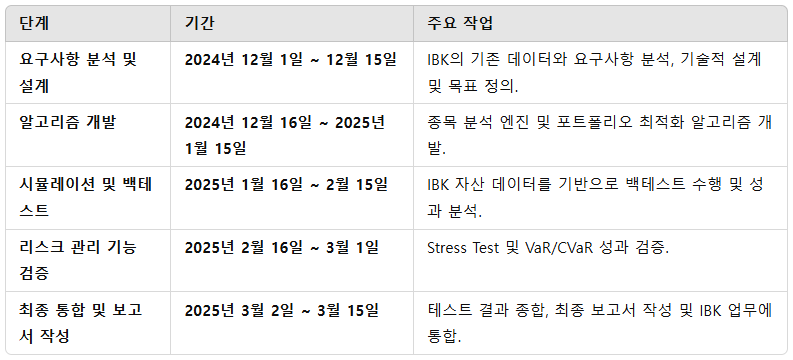 단계 기간 주요 작업
요구사항 분석 및 2024년 12월 1일 ~ 12월 15일 IBK의 기존 데이터와 요구사항 분석, 기술적 설계
설계 및 목표 정의.
알고리즘 개발 2024년 12월 16일 ~ 2025년 종목 분석 엔진 및 포트폴리오 최적화 알고리즘 개
1월 15일 발.
시뮬레이션 및 백테 2025년 1월 16일 ~ 2월 15일 IBK 자산 데이터를 기반으로 백테스트 수행 및 성
스트 과 분석.
리스크 관리 기능 2025년 2월 16일 ~ 3월 1일 Stress Test 및 VaR/CVaR 성과 검증.
검증
최종 통합 및 보고 2025년 3월 2일 ~ 3월 15일 테스트 결과 종합, 최종 보고서 작성 및 IBK 업무에
서 작성 통합.